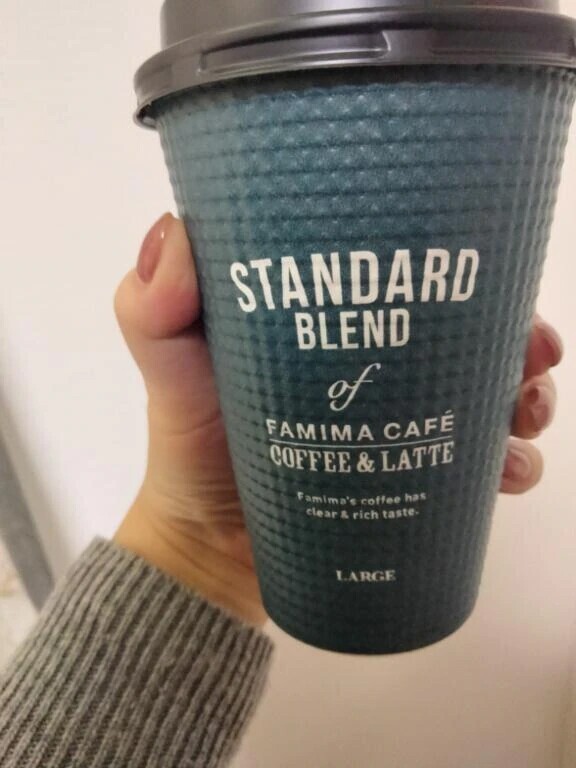 STANDARD
BLEND
of
FAMIMA CAFÉ
COFFEE & LATTE
Famima's coffee has
clear & rich taste.
LARGE